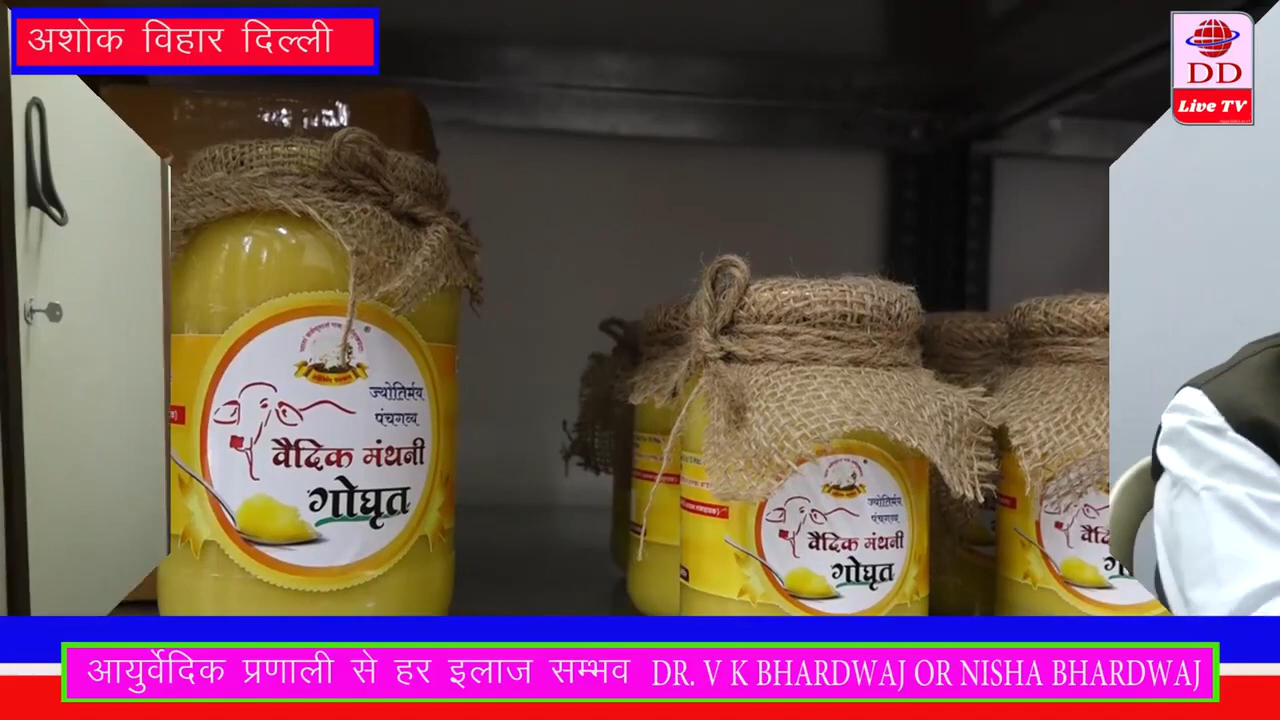 अशोक विहार दिल्ली
DD
Live TV
ज्योतिर्मय
पंचगव्य
वैदिक मंथनी
गोघृत
ज्योतिर्मय
पंचगव्य
वैदिक मंथनी
गोघृत
आयुर्वेदिक प्रणाली से हर इलाज सम्भव DR. V K BHARDWAJ OR NISHA BHARDWAJ